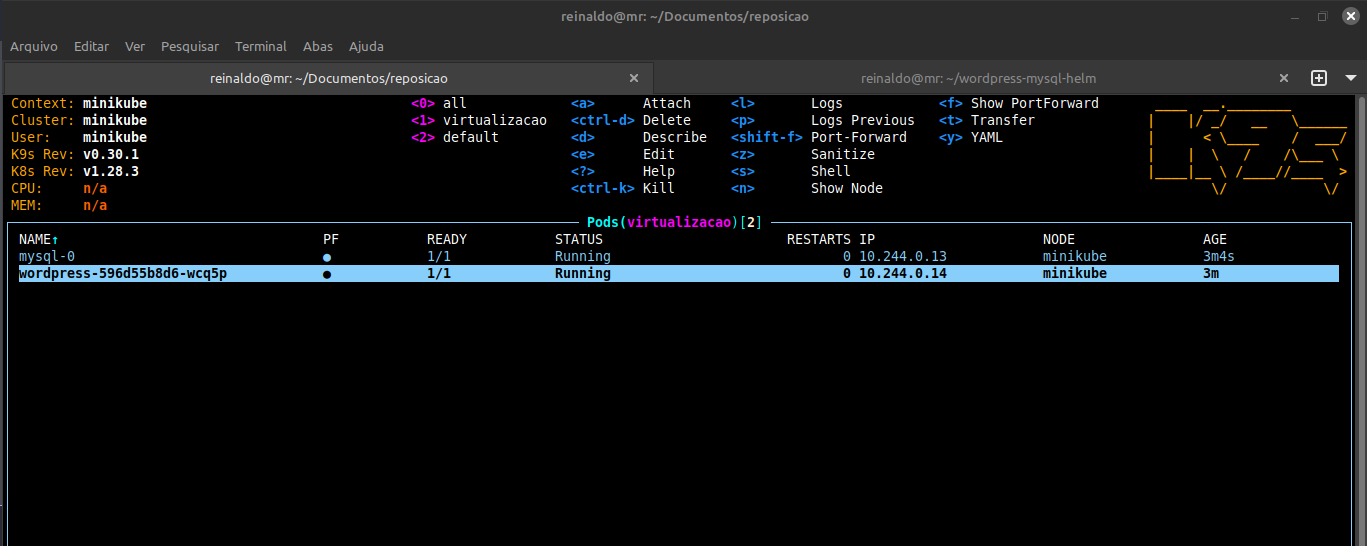 reinaldo@mr: ~/Documentos/reposicao
Arquivo Editar Ver Pesquisar Terminal Abas Ajuda
reinaldo@mr: ~/Documentos/reposicao reinaldo@mr: ~/wordpress-mysql-helm
Context: minikube <0> all <a> Attach <l> Logs <f> Show PortForward
Cluster: minikube <1> virtualizacao <ctrl-d> Delete <p> Logs Previous <t> Transfer
User: minikube <2> default <d> Describe <shift-f> Port-Forward <y> YAML
K9s Rev: v0.30.1 <e> Edit <z> Sanitize
K8s Rev: v1.28.3 <?> Help <s> Shell
CPU: n/a <ctrl-k> Kill <n> Show Node
MEM: n/a
Pods(virtualizacao)[2]
NAME↑ PF READY STATUS RESTARTS IP NODE AGE
mysql-0 ● 1/1 Running 0 10.244.0.13 minikube 3m4s
wordpress-596d55b8d6-wcq5p ● 1/1 Running 0 10.244.0.14 minikube 3m